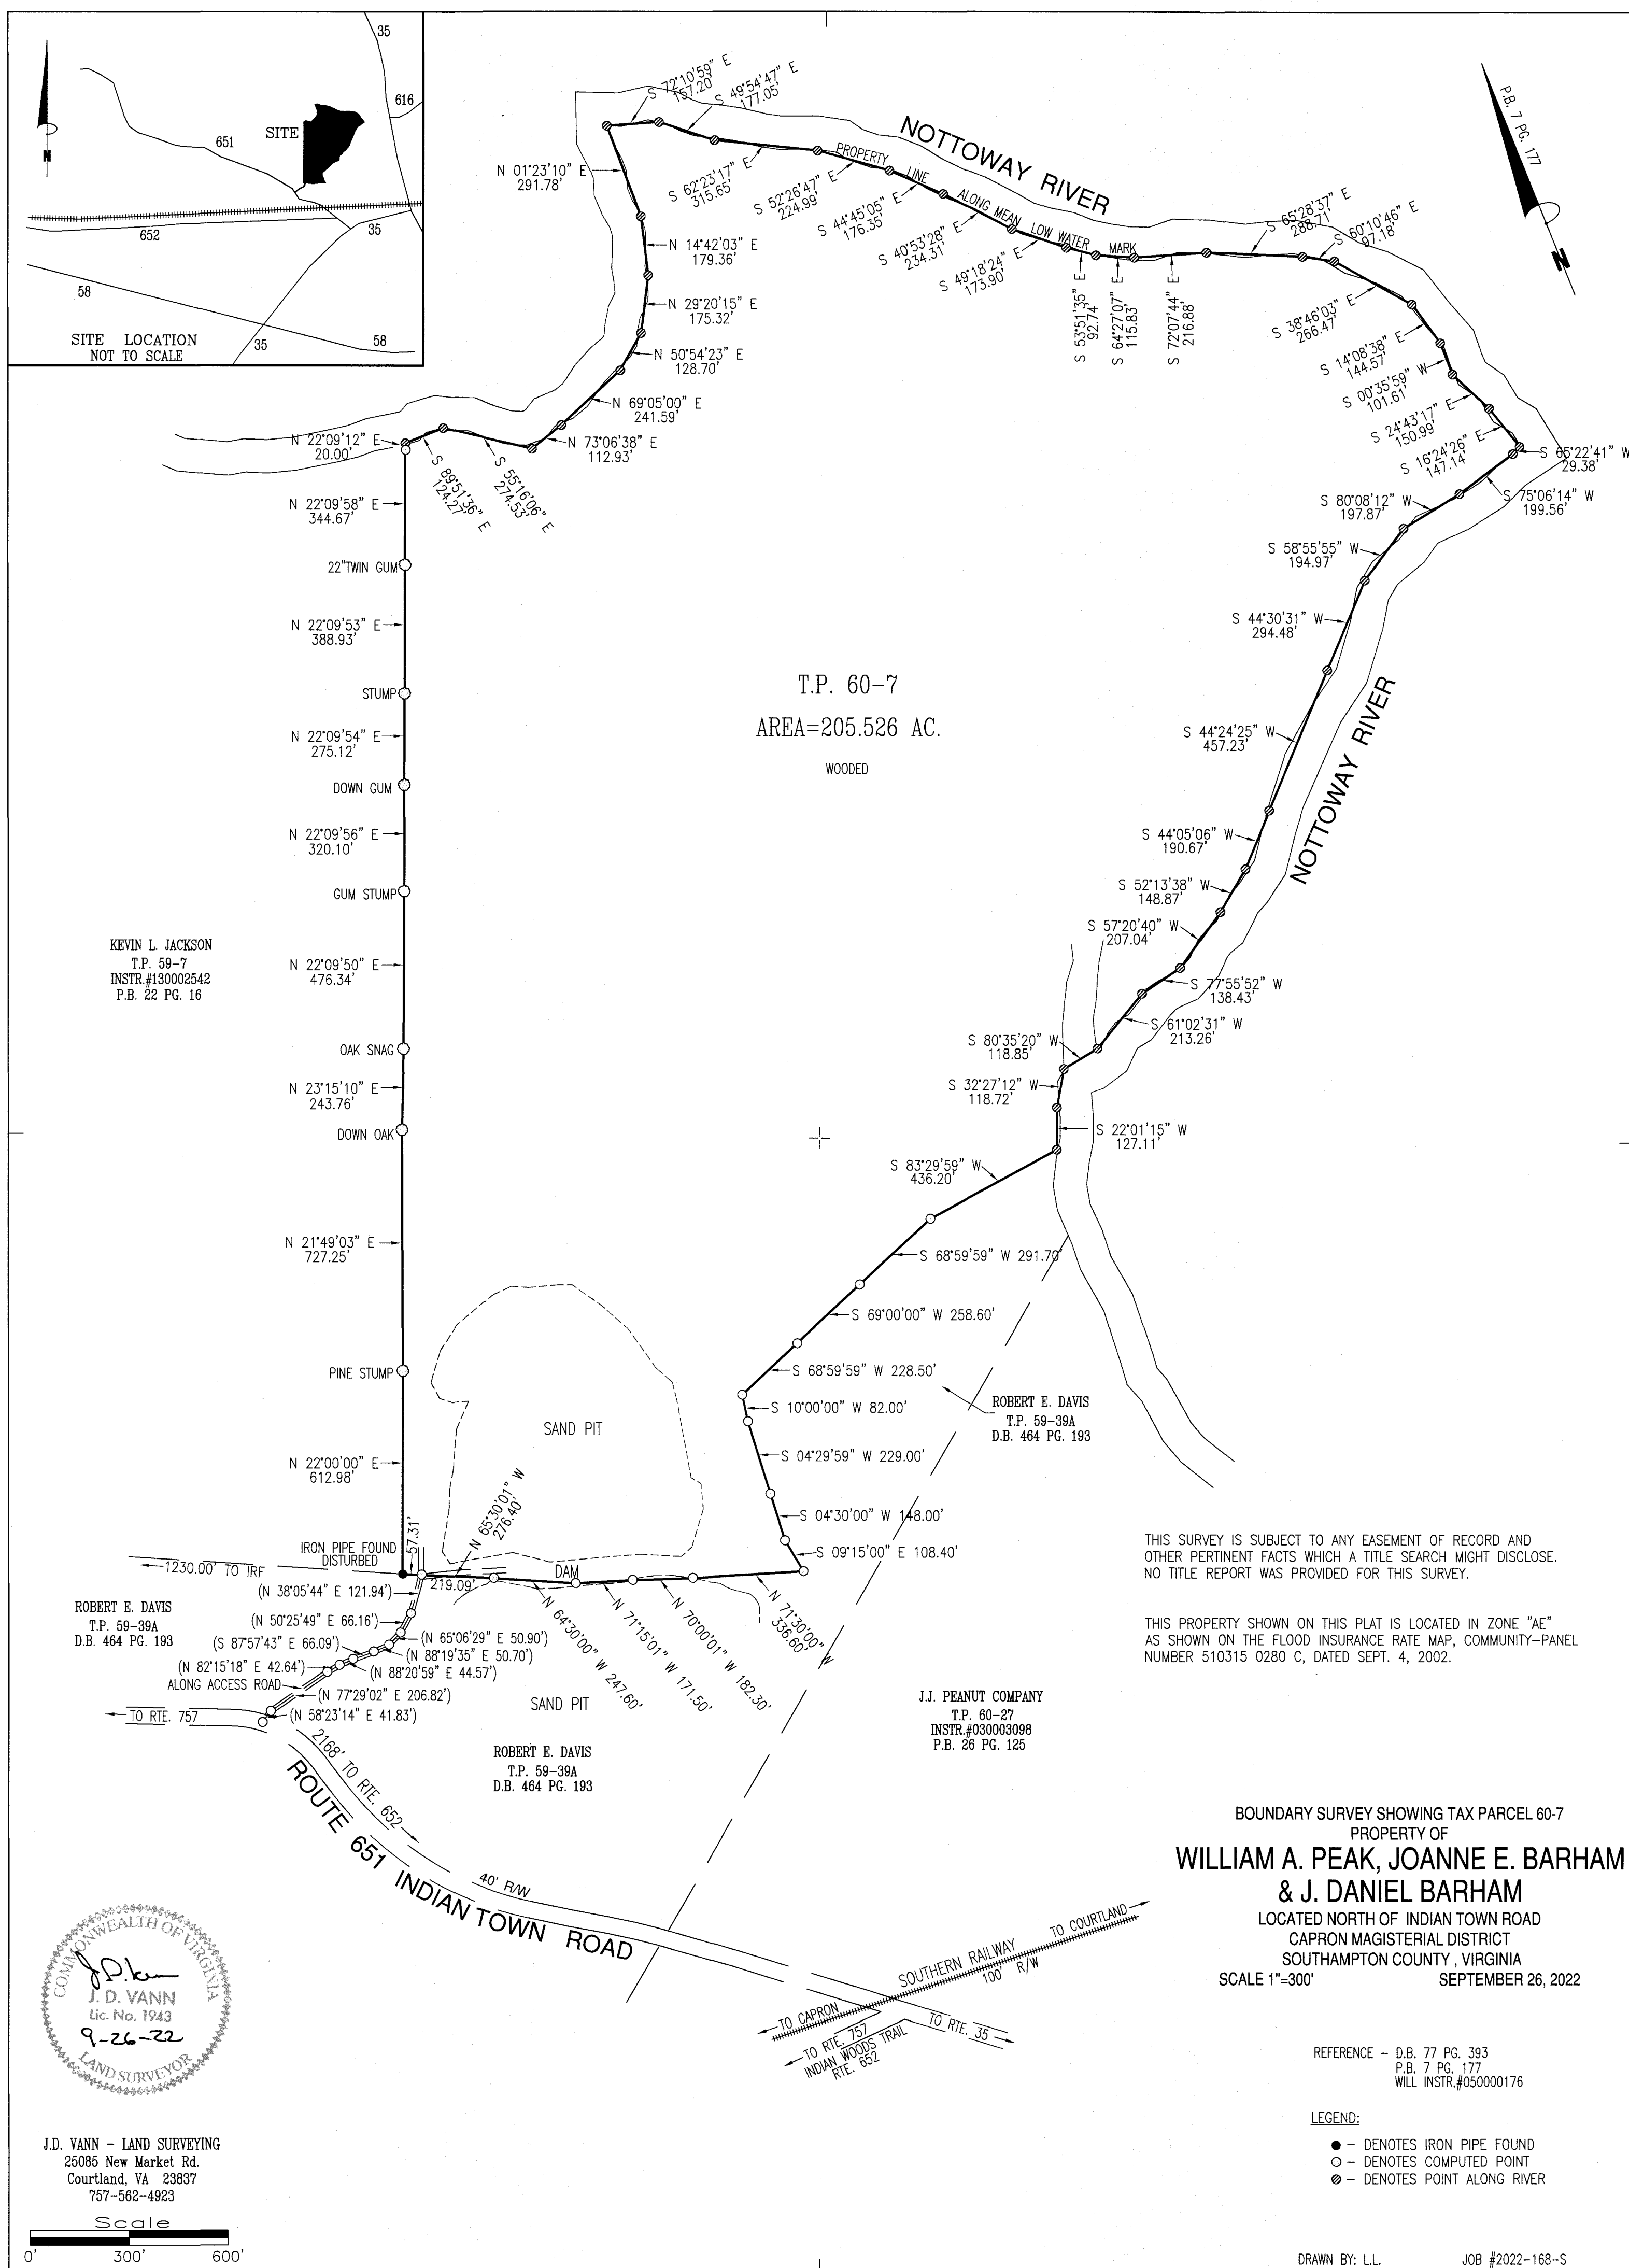 35
616
651
SITE
N
652
35
58
58
35
SITE LOCATION
NOT TO SCALE
P.B. 7 PG. 177
N
NOTTOWAY RIVER
S 72°10'59" E
157.20'
S 49°54'47" E
177.05'
N 01°23'10" E
291.78'
S 62°23'17" E
315.65'
S 52°26'47" E
224.99'
S 44°45'05" E
176.35'
S 40°53'28" E
234.31'
S 49°18'24" E
173.90'
PROPERTY LINE ALONG MEAN LOW WATER MARK
S 53°51'35" E
92.74'
S 64°27'07" E
115.83'
S 72°07'44" E
216.88'
S 65°28'37" E
288.71'
S 60°10'46" E
97.18'
S 38°46'03" E
266.47'
S 14°08'38" E
144.57'
S 00°35'59" W
101.61'
S 24°43'17" E
150.99'
S 16°24'26" E
147.14'
S 65°22'41" W
29.38'
S 75°06'14" W
199.56'
S 80°08'12" W
197.87'
S 58°55'55" W
194.97'
S 44°30'31" W
294.48'
S 44°24'25" W
457.23'
NOTTOWAY RIVER
S 44°05'06" W
190.67'
S 52°13'38" W
148.87'
S 57°20'40" W
207.04'
S 77°55'52" W
138.43'
S 61°02'31" W
213.26'
S 80°35'20" W
118.85'
S 32°27'12" W
118.72'
S 22°01'15" W
127.11'
S 83°29'59" W
436.20'
S 68°59'59" W 291.70'
S 69°00'00" W 258.60'
S 68°59'59" W 228.50'
S 10°00'00" W 82.00'
S 04°29'59" W 229.00'
S 04°30'00" W 148.00'
S 09°15'00" E 108.40'
N 14°42'03" E
179.36'
N 29°20'15" E
175.32'
N 50°54'23" E
128.70'
N 69°05'00" E
241.59'
N 73°06'38" E
112.93'
N 22°09'12" E
20.00'
S 89°51'36" E
124.27'
S 55°16'06" E
274.53'
N 22°09'58" E
344.67'
22"TWIN GUM
N 22°09'53" E
388.93'
STUMP
N 22°09'54" E
275.12'
DOWN GUM
N 22°09'56" E
320.10'
GUM STUMP
N 22°09'50" E
476.34'
OAK SNAG
N 23°15'10" E
243.76'
DOWN OAK
N 21°49'03" E
727.25'
PINE STUMP
N 22°00'00" E
612.98'
T.P. 60-7
AREA=205.526 AC.
WOODED
KEVIN L. JACKSON
T.P. 59-7
INSTR.#130002542
P.B. 22 PG. 16
SAND PIT
ROBERT E. DAVIS
T.P. 59-39A
D.B. 464 PG. 193
IRON PIPE FOUND
DISTURBED
57.31'
N 65°30'01" W
276.40'
1230.00' TO IRF
219.09'
DAM
N 64°30'00" W 247.60'
N 71°15'01" W 171.50'
N 70°00'01" W 182.30'
N 71°30'00" W
336.60'
(N 38°05'44" E 121.94')
(N 50°25'49" E 66.16')
(S 87°57'43" E 66.09')
(N 82°15'18" E 42.64')
ALONG ACCESS ROAD
(N 65°06'29" E 50.90')
(N 88°19'35" E 50.70')
(N 88°20'59" E 44.57')
(N 77°29'02" E 206.82')
(N 58°23'14" E 41.83')
ROBERT E. DAVIS
T.P. 59-39A
D.B. 464 PG. 193
TO RTE. 757
2168' TO RTE. 652
ROUTE 651 INDIAN TOWN ROAD
40' R/W
SAND PIT
ROBERT E. DAVIS
T.P. 59-39A
D.B. 464 PG. 193
J.J. PEANUT COMPANY
T.P. 60-27
INSTR.#030003098
P.B. 26 PG. 125
THIS SURVEY IS SUBJECT TO ANY EASEMENT OF RECORD AND
OTHER PERTINENT FACTS WHICH A TITLE SEARCH MIGHT DISCLOSE.
NO TITLE REPORT WAS PROVIDED FOR THIS SURVEY.
THIS PROPERTY SHOWN ON THIS PLAT IS LOCATED IN ZONE "AE"
AS SHOWN ON THE FLOOD INSURANCE RATE MAP, COMMUNITY-PANEL
NUMBER 510315 0280 C, DATED SEPT. 4, 2002.
TO COURTLAND
SOUTHERN RAILWAY
100' R/W
TO CAPRON
TO RTE. 757
INDIAN WOODS TRAIL
RTE. 652
TO RTE. 35
BOUNDARY SURVEY SHOWING TAX PARCEL 60-7
PROPERTY OF
WILLIAM A. PEAK, JOANNE E. BARHAM
& J. DANIEL BARHAM
LOCATED NORTH OF INDIAN TOWN ROAD
CAPRON MAGISTERIAL DISTRICT
SOUTHAMPTON COUNTY , VIRGINIA
SCALE 1"=300' SEPTEMBER 26, 2022
REFERENCE - D.B. 77 PG. 393
P.B. 7 PG. 177
WILL INSTR.#050000176
LEGEND:
- DENOTES IRON PIPE FOUND
- DENOTES COMPUTED POINT
- DENOTES POINT ALONG RIVER
COMMONWEALTH OF VIRGINIA
J. D. VANN
Lic. No. 1943
9-26-22
LAND SURVEYOR
J.D. VANN - LAND SURVEYING
25085 New Market Rd.
Courtland, VA 23837
757-562-4923
Scale
0' 300' 600'
DRAWN BY: L.L. JOB #2022-168-S